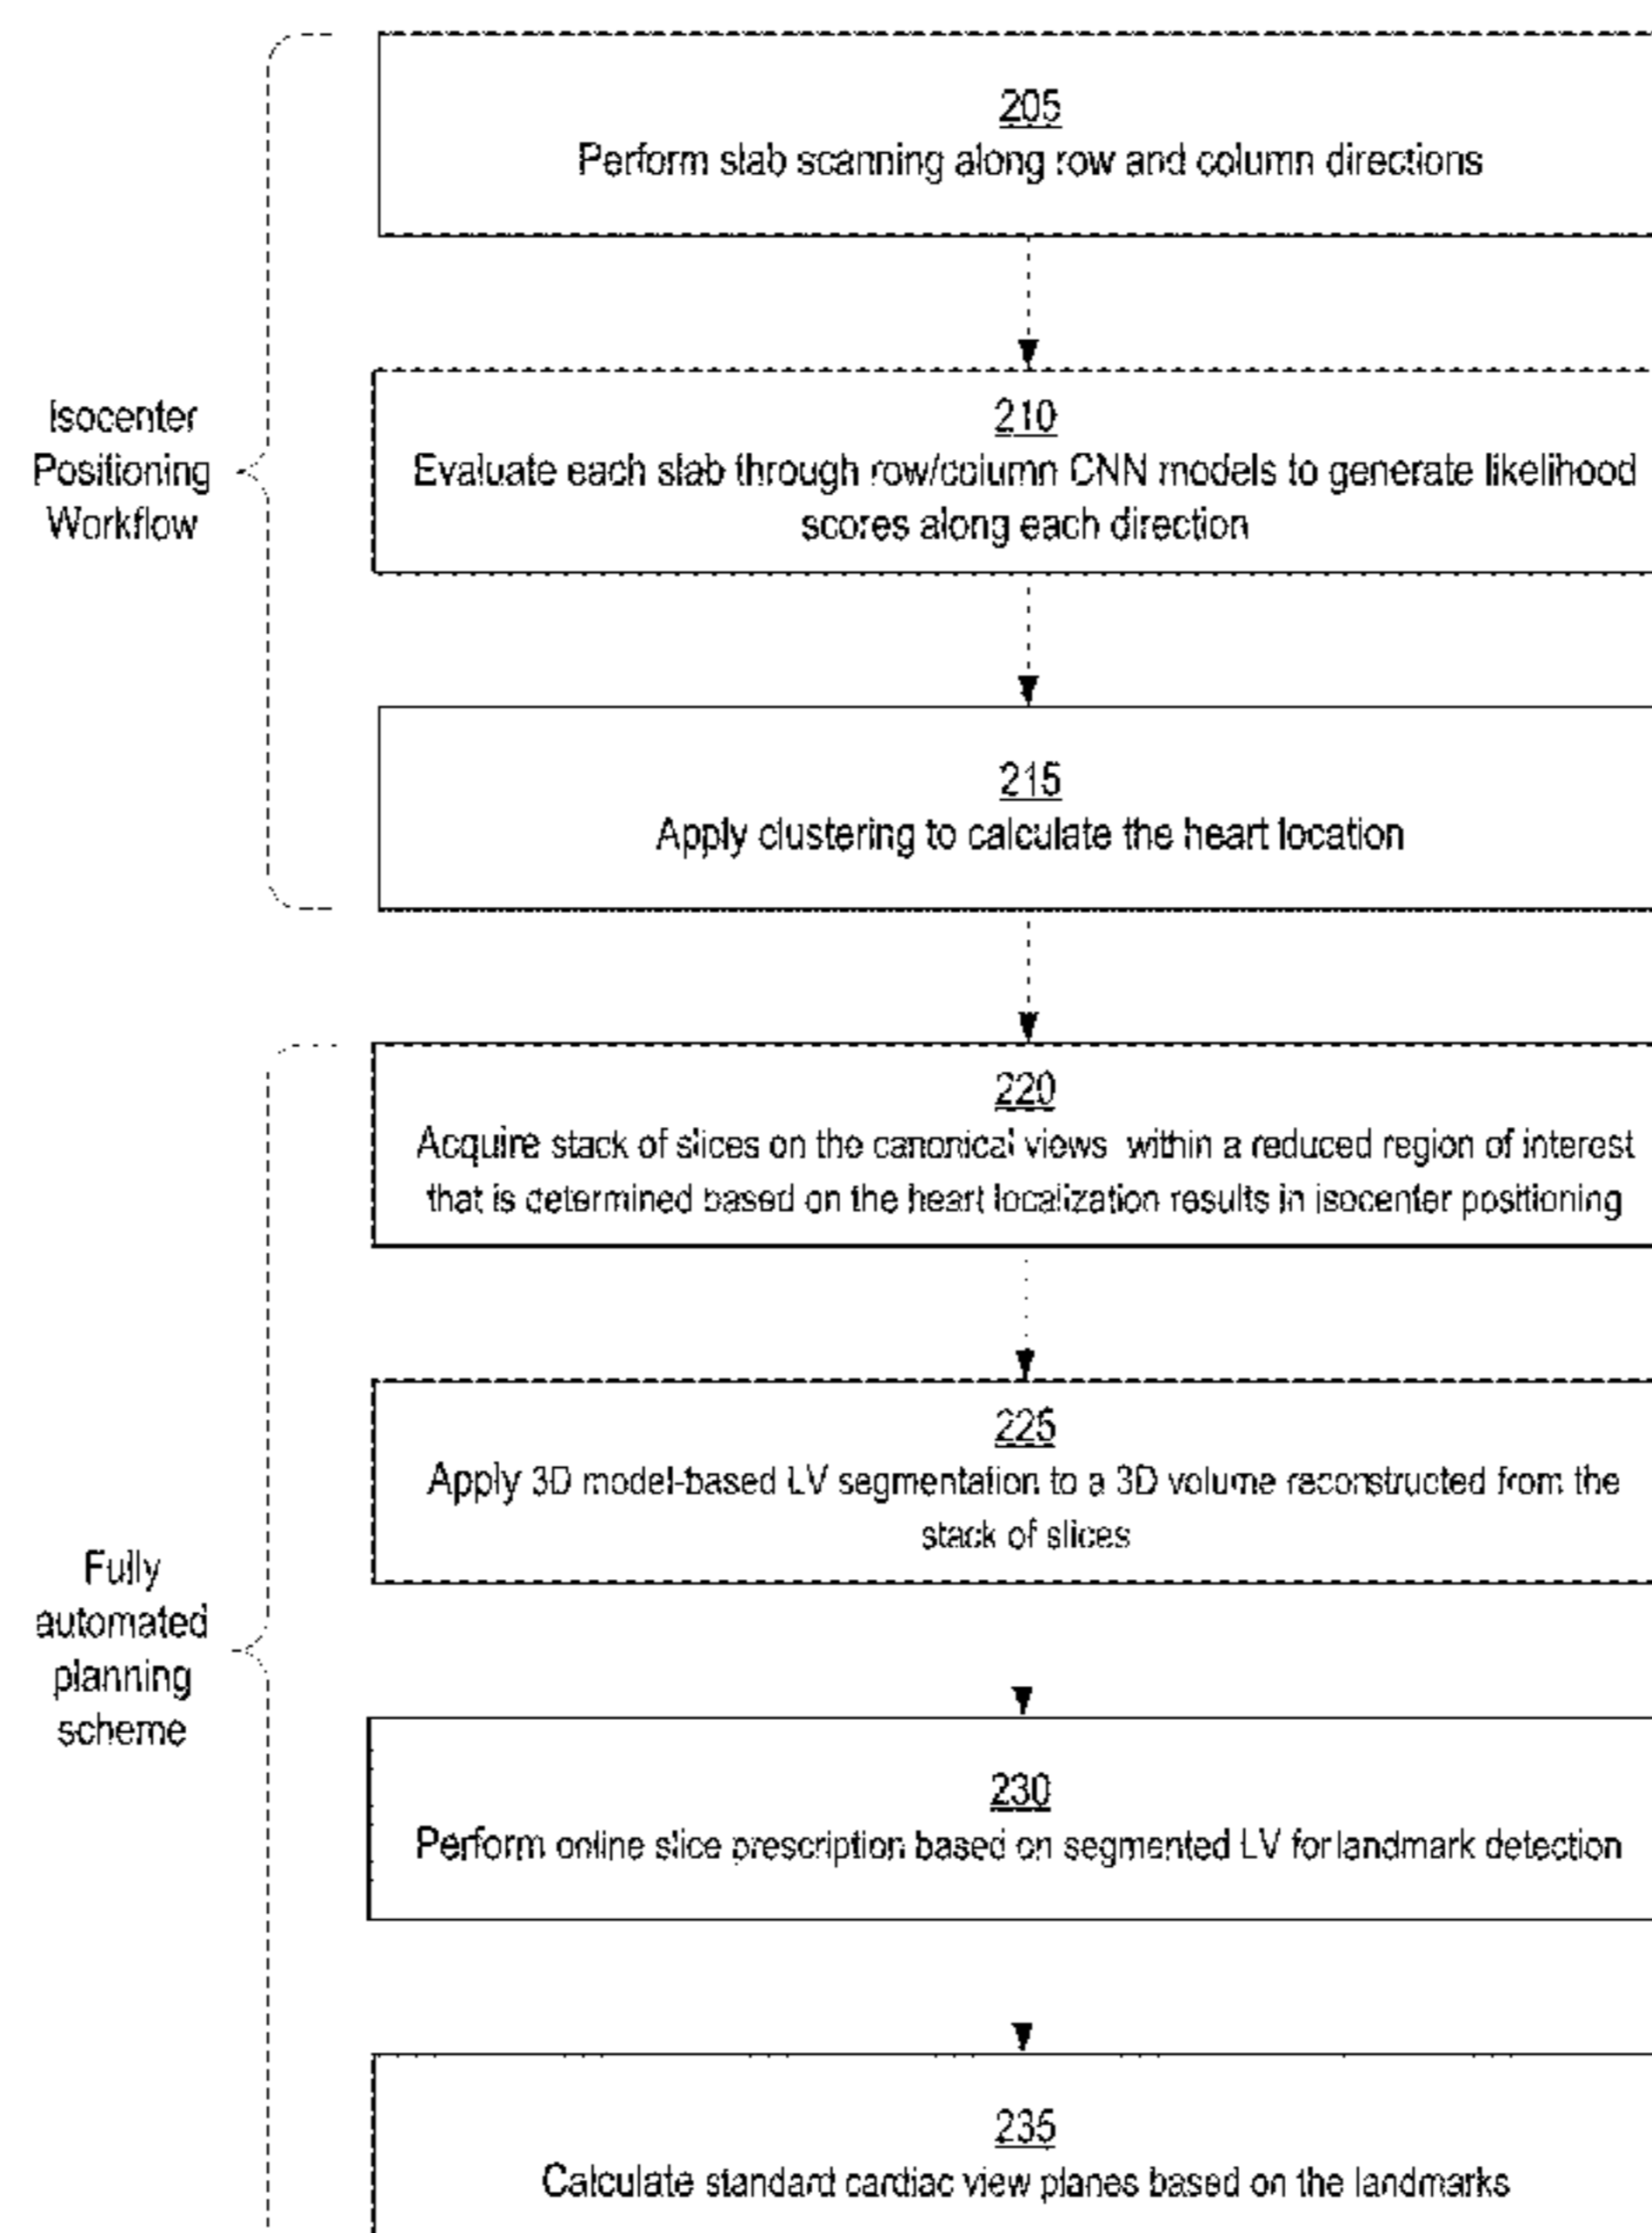 205
Perform slab scanning along row and column directions
Isocenter
Positioning
Workflow
210
Evaluate each slab through row/column CNN models to generate likelihood
scores along each direction
215
Apply clustering to calculate the heart location
220
Acquire stack of slices on the canonical views within a reduced region of interest
that is determined based on the heart localization results in isocenter positioning
225
Apply 3D model-based LV segmentation to a 3D volume reconstructed from the
stack of slices
Fully
automated
planning
scheme
230
Perform online slice prescription based on segmented LV for landmark detection
235
Calculate standard cardiac view planes based on the landmarks